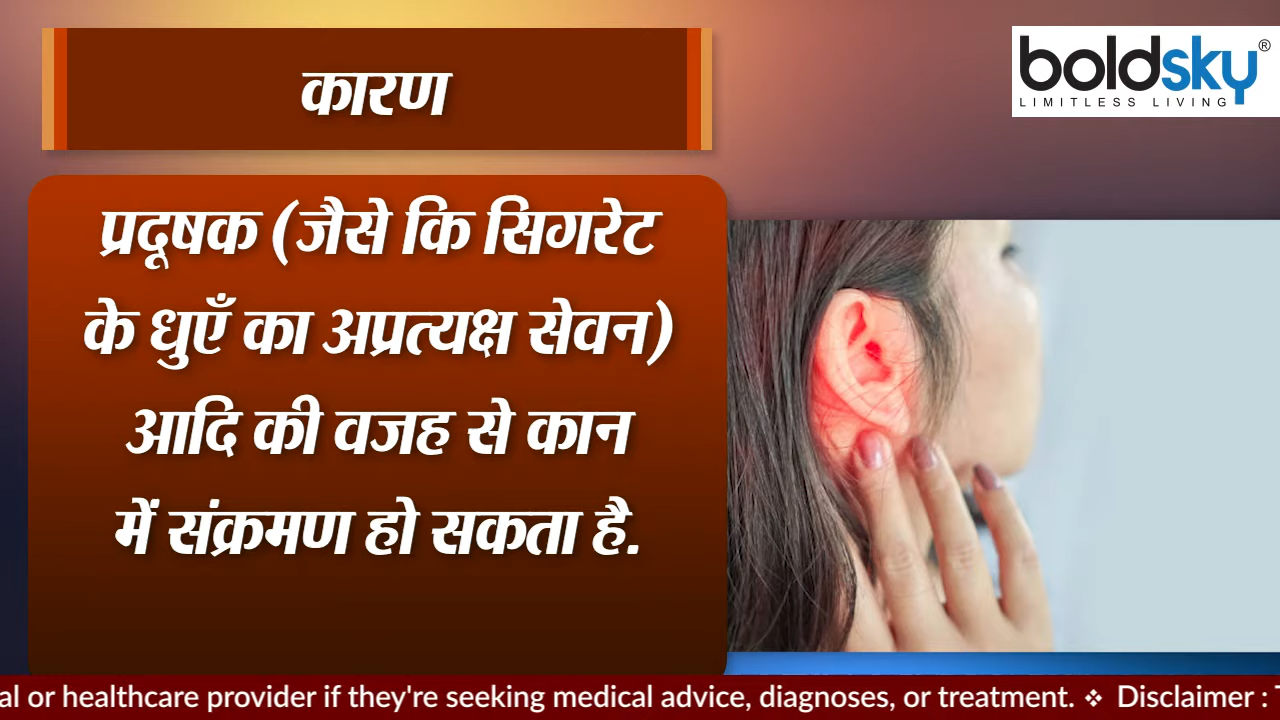 कारण
boldsky®
LIMITLESS LIVING
प्रदूषक (जैसे कि सिगरेट
के धुएँ का अप्रत्यक्ष सेवन)
आदि की वजह से कान
में संक्रमण हो सकता है.
al or healthcare provider if they're seeking medical advice, diagnoses, or treatment. ❖ Disclaimer :